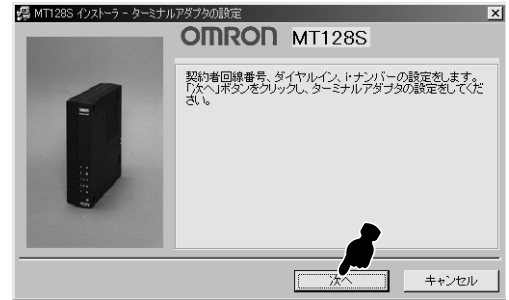 MT128S インストーラ - ターミナルアダプタの設定
OMRON MT128S
契約者回線番号、ダイヤルイン、i・ナンバーの設定をします。
「次へ」ボタンをクリックし、ターミナルアダプタの設定をしてくだ
さい。
次へ
キャンセル